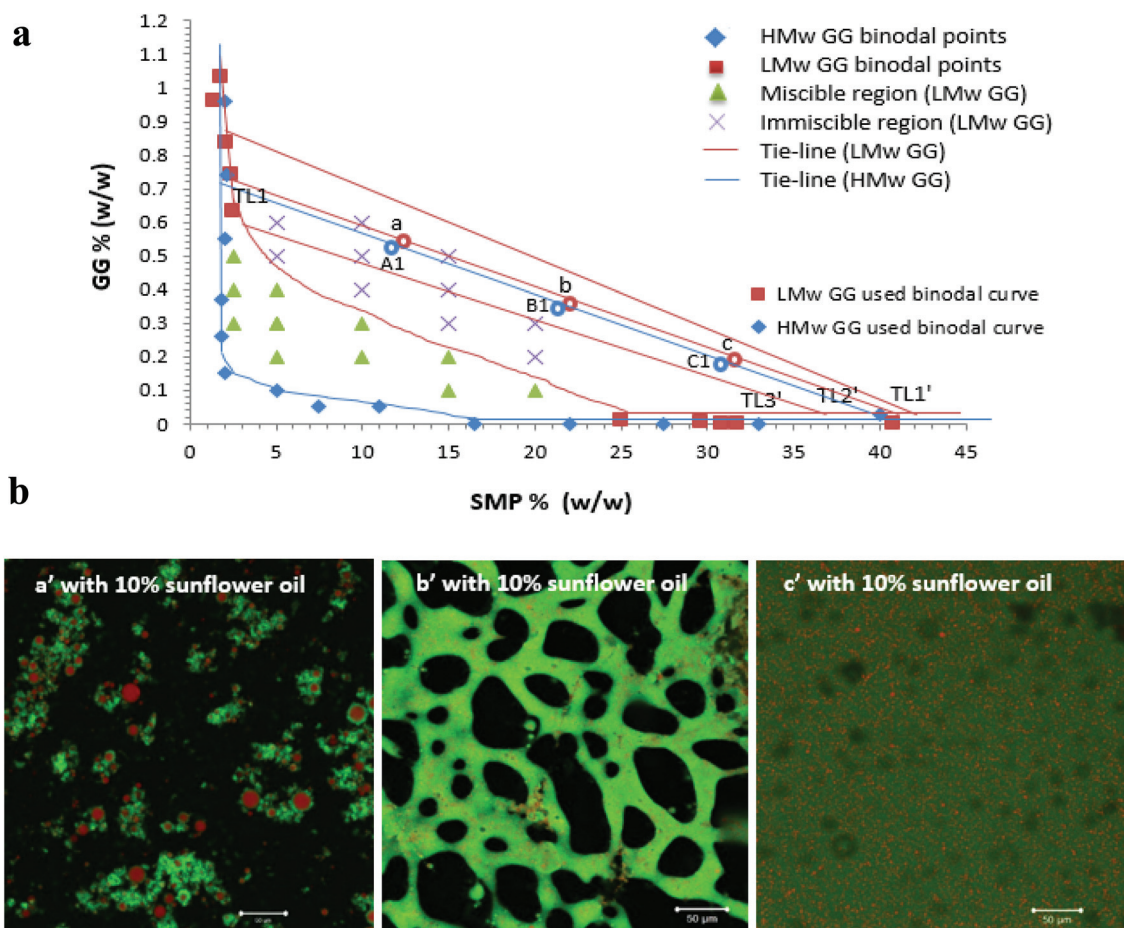 a
1.2
1.1
1
0.9
0.8
0.7
0.6
0.5
0.4
0.3
0.2
0.1
0
GG % (w/w)
0 5 10 15 20 25 30 35 40 45
SMP % (w/w)
HMw GG binodal points
LMw GG binodal points
Miscible region (LMw GG)
Immiscible region (LMw GG)
Tie-line (LMw GG)
Tie-line (HMw GG)
LMw GG used binodal curve
HMw GG used binodal curve
TL1
a
A1
b
B1
c
C1
TL3'
TL2'
TL1'
b
a’ with 10% sunflower oil
b’ with 10% sunflower oil
c’ with 10% sunflower oil
50 µm
50 µm
50 µm